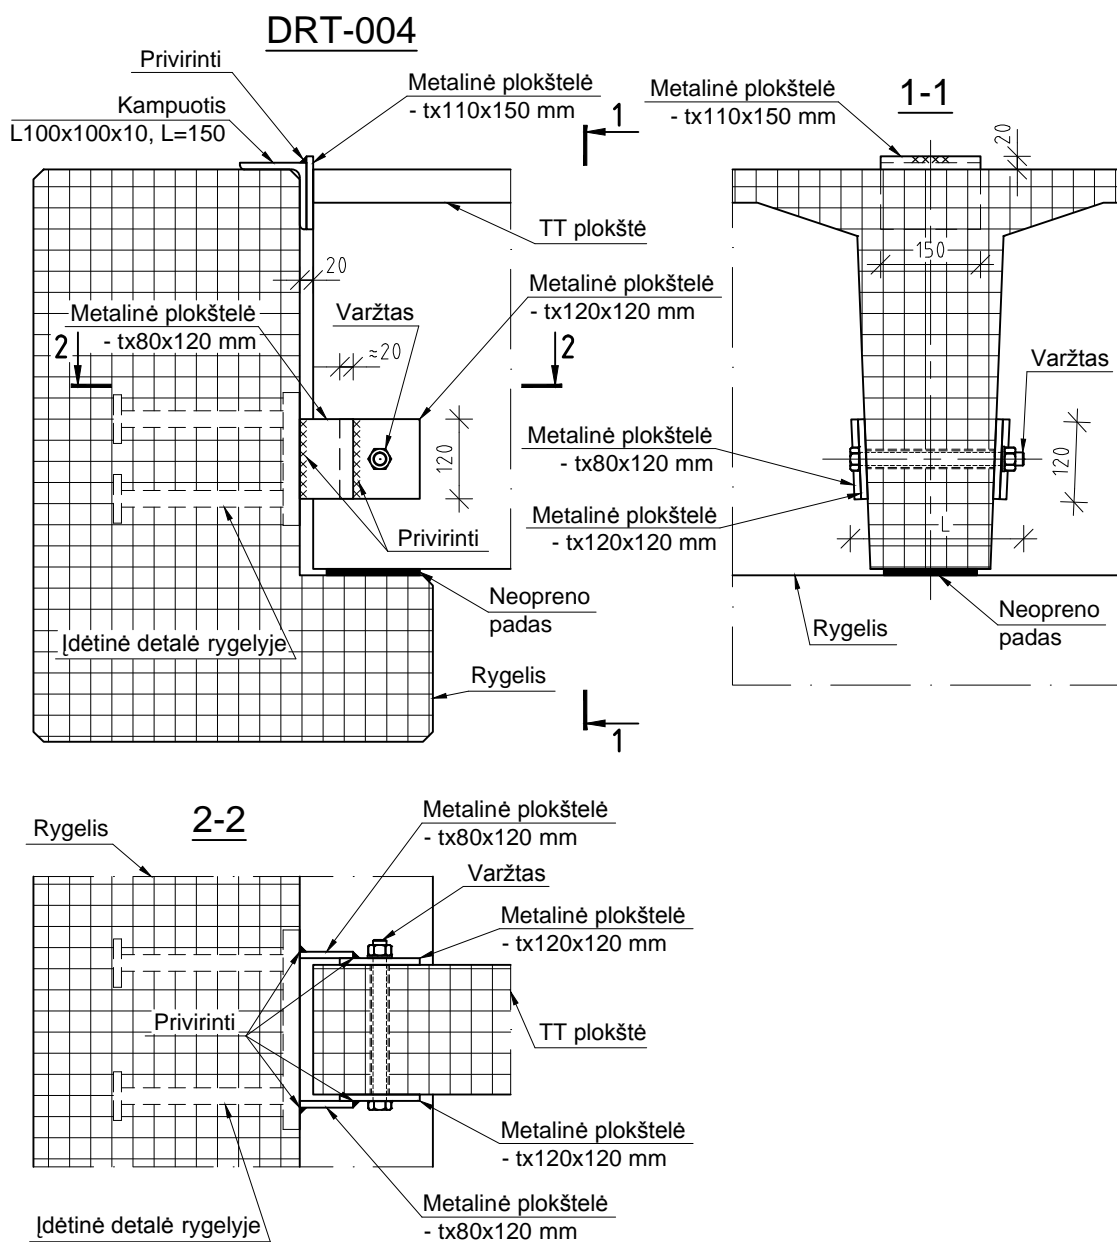 DRT-004
Privirinti
Kampuotis
L100x100x10, L=150
Metalinė plokštelė
- tx110x150 mm
1
TT plokštė
20
Metalinė plokštelė
- tx80x120 mm
Varžtas
Metalinė plokštelė
- tx120x120 mm
2
2
≈20
120
Privirinti
Neopreno
padas
Įdėtinė detalė rygelyje
Rygelis
1
1-1
Metalinė plokštelė
- tx110x150 mm
20
150
Varžtas
Metalinė plokštelė
- tx80x120 mm
120
Metalinė plokštelė
- tx120x120 mm
L
Rygelis
Neopreno
padas
2-2
Rygelis
Metalinė plokštelė
- tx80x120 mm
Varžtas
Metalinė plokštelė
- tx120x120 mm
Privirinti
TT plokštė
Metalinė plokštelė
- tx120x120 mm
Metalinė plokštelė
- tx80x120 mm
Įdėtinė detalė rygelyje